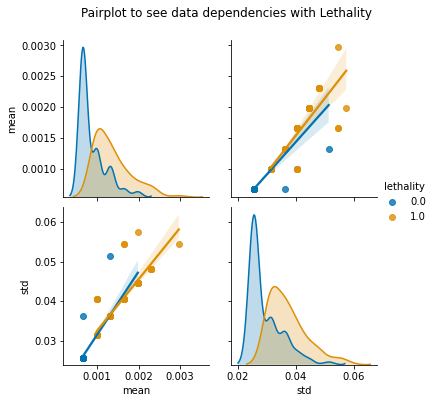 Pairplot to see data dependencies with Lethality
0.0030
0.0025
0.0020
0.0015
0.0010
mean
lethality
0.0
1.0
0.06
0.05
0.04
0.03
std
0.001 0.002 0.003
mean
0.02 0.04 0.06
std